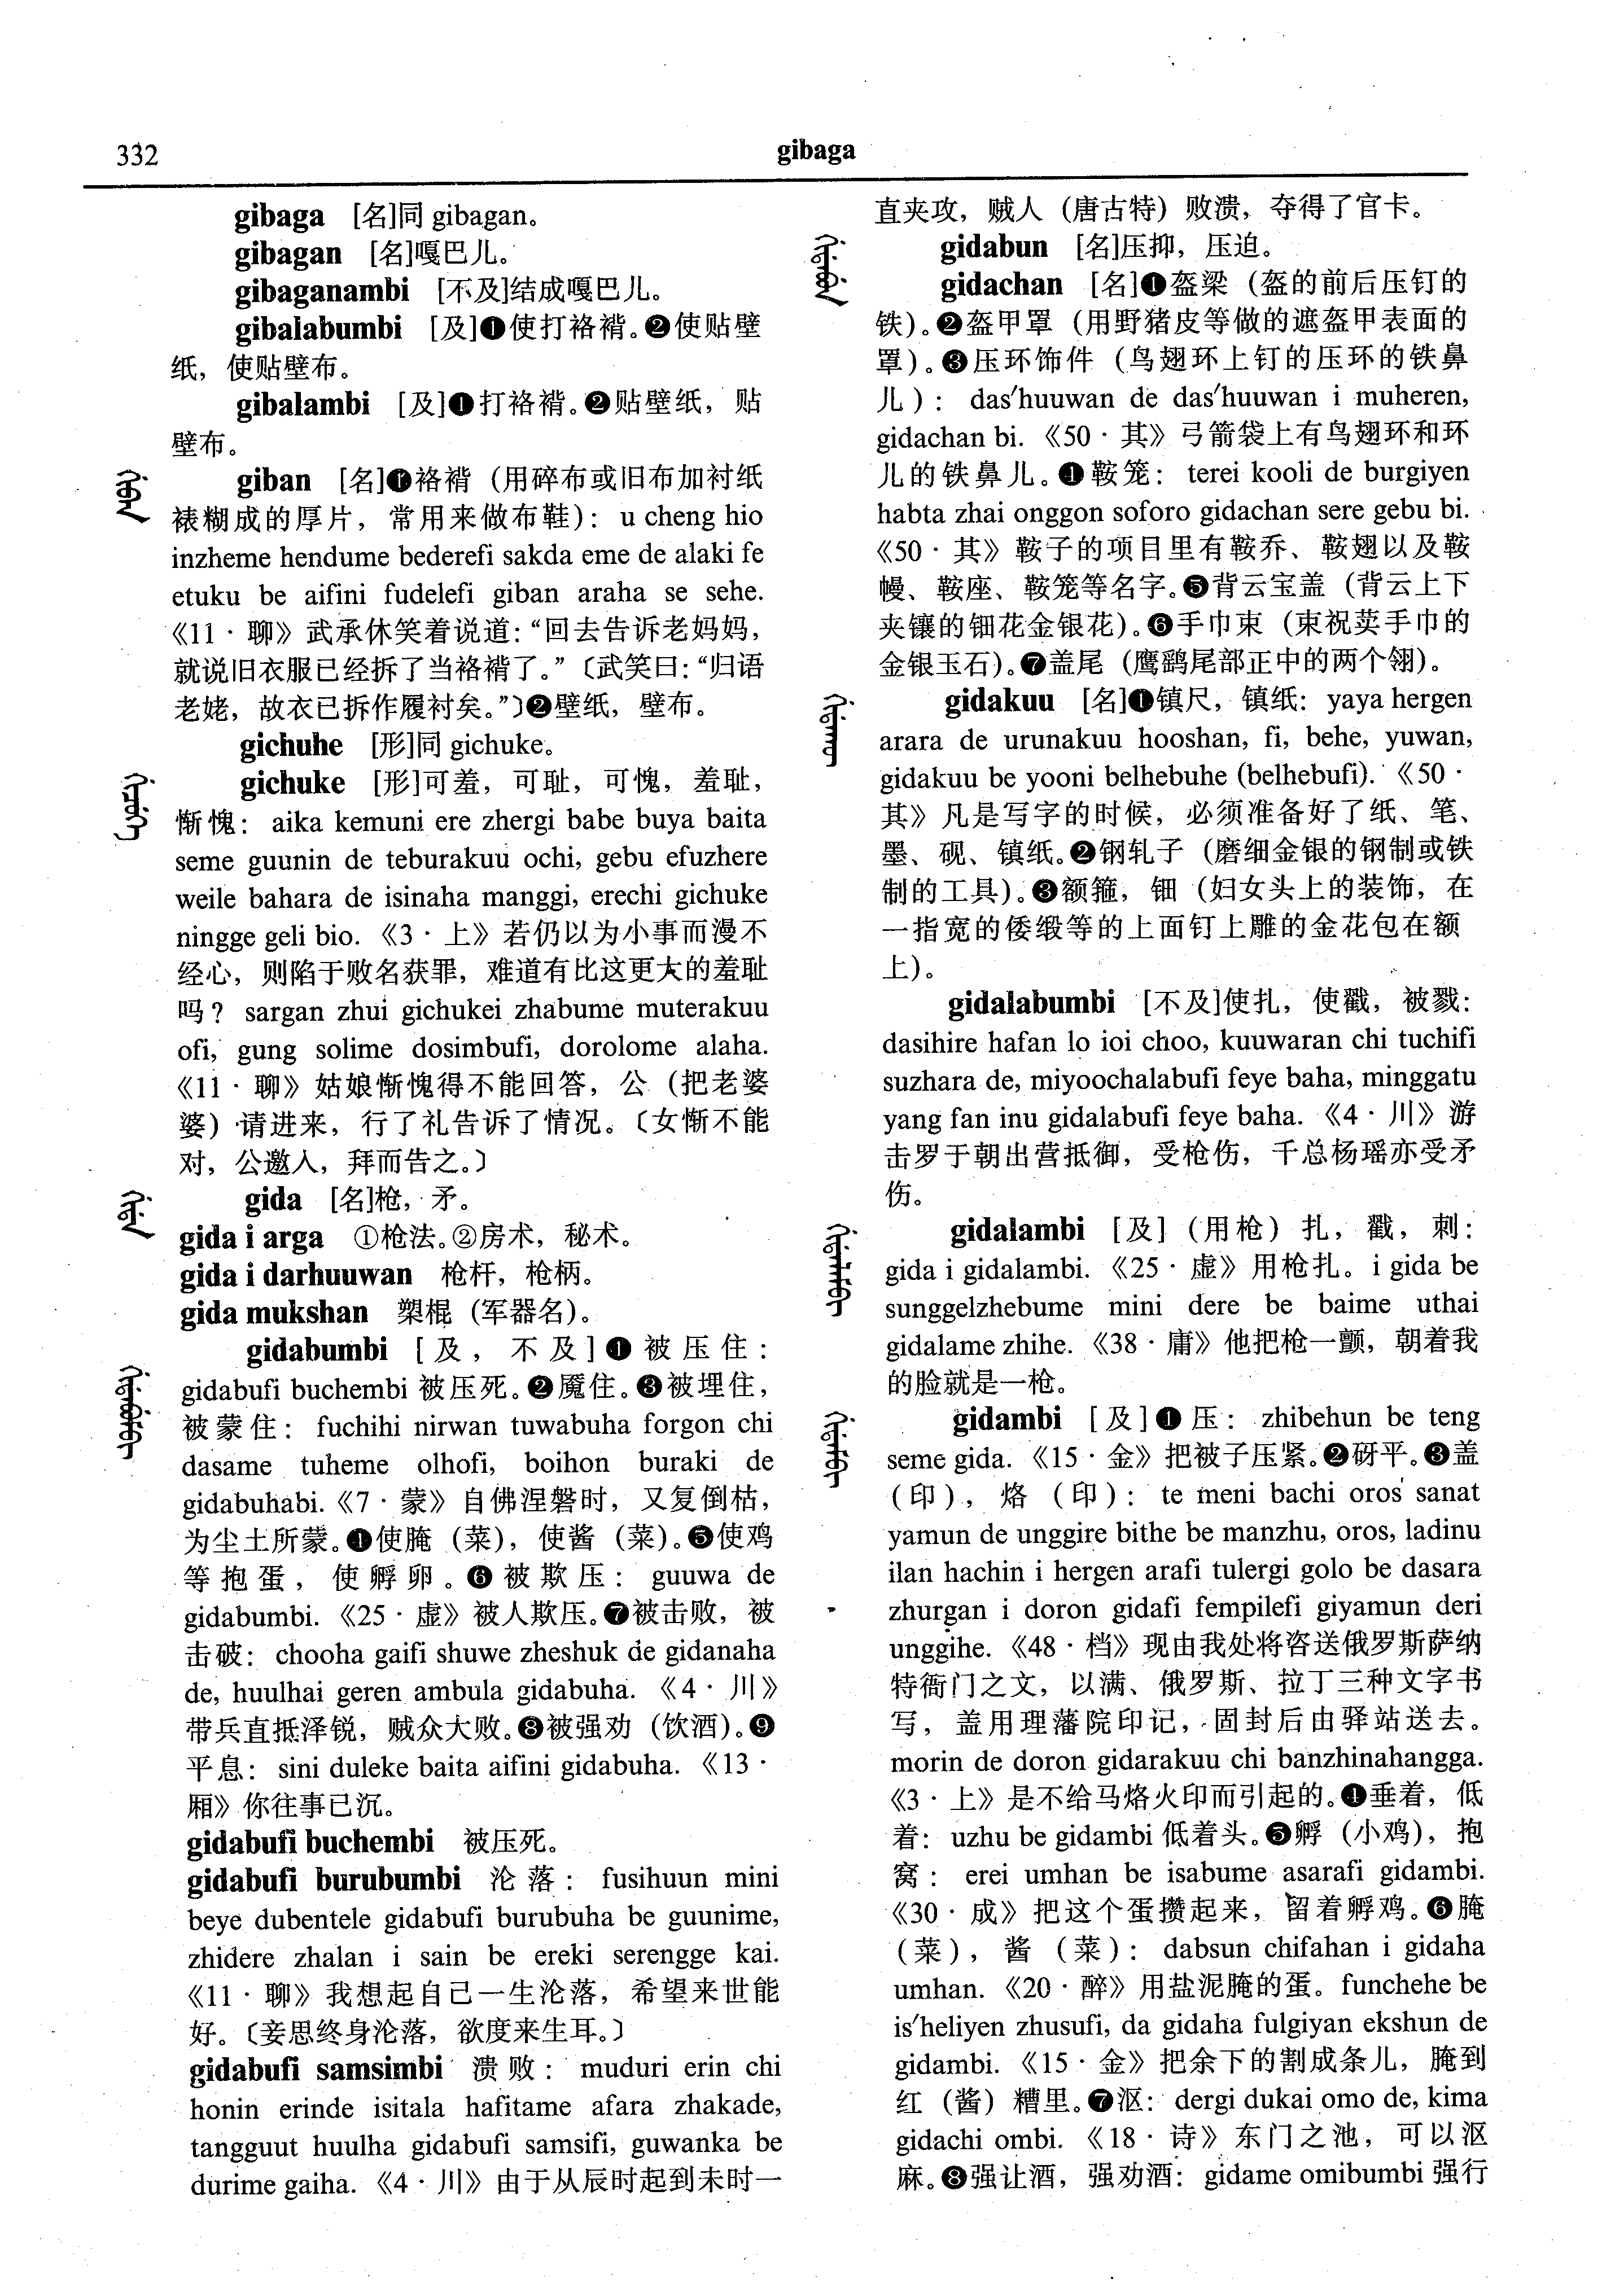 332
gibaga
gibaga [名]同 gibagan。
gibagan [名]嘎巴儿。
gibaganambi [不及]结成嘎巴儿。
gibalabumbi [及]❶使打袼褙。❷使贴壁
纸，使贴壁布。
gibalambi [及]❶打袼褙。❷贴壁纸，贴
壁布。
giban [名]❶袼褙（用碎布或旧布加衬纸
裱糊成的厚片，常用来做布鞋）：u cheng hio
inzheme hendume bederefi sakda eme de alaki fe
etuku be aifini fudelefi giban araha se sehe.
《11·聊》武承休笑着说道：“回去告诉老妈妈，
就说旧衣服已经拆了当袼褙了。”〔武笑曰：“归语
老姥，故衣已拆作履衬矣。”〕❷壁纸，壁布。
gichuhe [形]同 gichuke。
gichuke [形]可羞，可耻，可愧，羞耻，
惭愧：aika kemuni ere zhergi babe buya baita
seme guunin de teburakuu ochi, gebu efuzhere
weile bahara de isinaha manggi, erechi gichuke
ningge geli bio.《3·上》若仍以为小事而漫不
经心，则陷于败名获罪，难道有比这更大的羞耻
吗？sargan zhui gichukei zhabume muterakuu
ofi, gung solime dosimbufi, dorolome alaha.
《11·聊》姑娘惭愧得不能回答，公（把老婆
婆）请进来，行了礼告诉了情况。〔女惭不能
对，公邀入，拜而告之。〕
gida [名]枪，矛。
gida i arga ①枪法。②房术，秘术。
gida i darhuuwan 枪杆，枪柄。
gida mukshan 槊棍（军器名）。
gidabumbi [及，不及]❶被压住：
gidabufi buchembi 被压死。❷魇住。❸被埋住，
被蒙住：fuchihi nirwan tuwabuha forgon chi
dasame tuheme olhofi, boihon buraki de
gidabuhabi.《7·蒙》自佛涅磐时，又复倒枯，
为尘土所蒙。❹使腌（菜），使酱（菜）。❺使鸡
等抱蛋，使孵卵。❻被欺压：guuwa de
gidabumbi.《25·虚》被人欺压。❼被击败，被
击破：chooha gaifi shuwe zheshuk de gidanaha
de, huulhai geren ambula gidabuha.《4·川》
带兵直抵泽锐，贼众大败。❽被强劝（饮酒）。❾
平息：sini duleke baita aifini gidabuha.《13·
厢》你往事已沉。
gidabufi buchembi 被压死。
gidabufi burubumbi 沦落：fusihuun mini
beye dubentele gidabufi burubuha be guunime,
zhidere zhalan i sain be ereki serengge kai.
《11·聊》我想起自己一生沦落，希望来世能
好。〔妾思终身沦落，欲度来生耳。〕
gidabufi samsimbi 溃败：muduri erin chi
honin erinde isitala hafitame afara zhakade,
tangguut huulha gidabufi samsifi, guwanka be
durime gaiha.《4·川》由于从辰时起到未时一
直夹攻，贼人（唐古特）败溃，夺得了官卡。
gidabun [名]压抑，压迫。
gidachan [名]❶盔梁（盔的前后压钉的
铁）。❷盔甲罩（用野猪皮等做的遮盔甲表面的
罩）。❸压环饰件（鸟翅环上钉的压环的铁鼻
儿）：das'huuwan de das'huuwan i muheren,
gidachan bi.《50·其》弓箭袋上有鸟翅环和环
儿的铁鼻儿。❹鞍笼：terei kooli de burgiyen
habta zhai onggon soforo gidachan sere gebu bi.
《50·其》鞍子的项目里有鞍乔、鞍翅以及鞍
幔、鞍座、鞍笼等名字。❺背云宝盖（背云上下
夹镶的钿花金银花）。❻手巾束（束祝荬手巾的
金银玉石）。❼盖尾（鹰鹞尾部正中的两个翎）。
gidakuu [名]❶镇尺，镇纸：yaya hergen
arara de urunakuu hooshan, fi, behe, yuwan,
gidakuu be yooni belhebuhe (belhebufi).《50·
其》凡是写字的时候，必须准备好了纸、笔、
墨、砚、镇纸。❷钢轧子（磨细金银的钢制或铁
制的工具）。❸额箍，钿（妇女头上的装饰，在
一指宽的倭缎等的上面钉上雕的金花包在额
上）。
gidalabumbi [不及]使扎，使戳，被戮：
dasihire hafan lo ioi choo, kuuwaran chi tuchifi
suzhara de, miyoochalabufi feye baha, minggatu
yang fan inu gidalabufi feye baha.《4·川》游
击罗于朝出营抵御，受枪伤，千总杨瑶亦受矛
伤。
gidalambi [及]（用枪）扎，戳，刺：
gida i gidalambi.《25·虚》用枪扎。i gida be
sunggelzhebume mini dere be baime uthai
gidalame zhihe.《38·庸》他把枪一颤，朝着我
的脸就是一枪。
gidambi [及]❶压：zhibehun be teng
seme gida.《15·金》把被子压紧。❷砑平。❸盖
（印），烙（印）：te meni bachi oros sanat
yamun de unggire bithe be manzhu, oros, ladinu
ilan hachin i hergen arafi tulergi golo be dasara
zhurgan i doron gidafi fempilefi giyamun deri
unggihe.《48·档》现由我处将咨送俄罗斯萨纳
特衙门之文，以满、俄罗斯、拉丁三种文字书
写，盖用理藩院印记，固封后由驿站送去。
morin de doron gidarakuu chi banzhinahangga.
《3·上》是不给马烙火印而引起的。❹垂着，低
着：uzhu be gidambi 低着头。❺孵（小鸡），抱
窝：erei umhan be isabume asarafi gidambi.
《30·成》把这个蛋攒起来，留着孵鸡。❻腌
（菜），酱（菜）：dabsun chifahan i gidaha
umhan.《20·醉》用盐泥腌的蛋。funchehe be
is'heliyen zhusufi, da gidaha fulgiyan ekshun de
gidambi.《15·金》把余下的割成条儿，腌到
红（酱）糟里。❼沤：dergi dukai omo de, kima
gidachi ombi.《18·诗》东门之池，可以沤
麻。❽强让酒，强劝酒：gidame omibumbi 强行